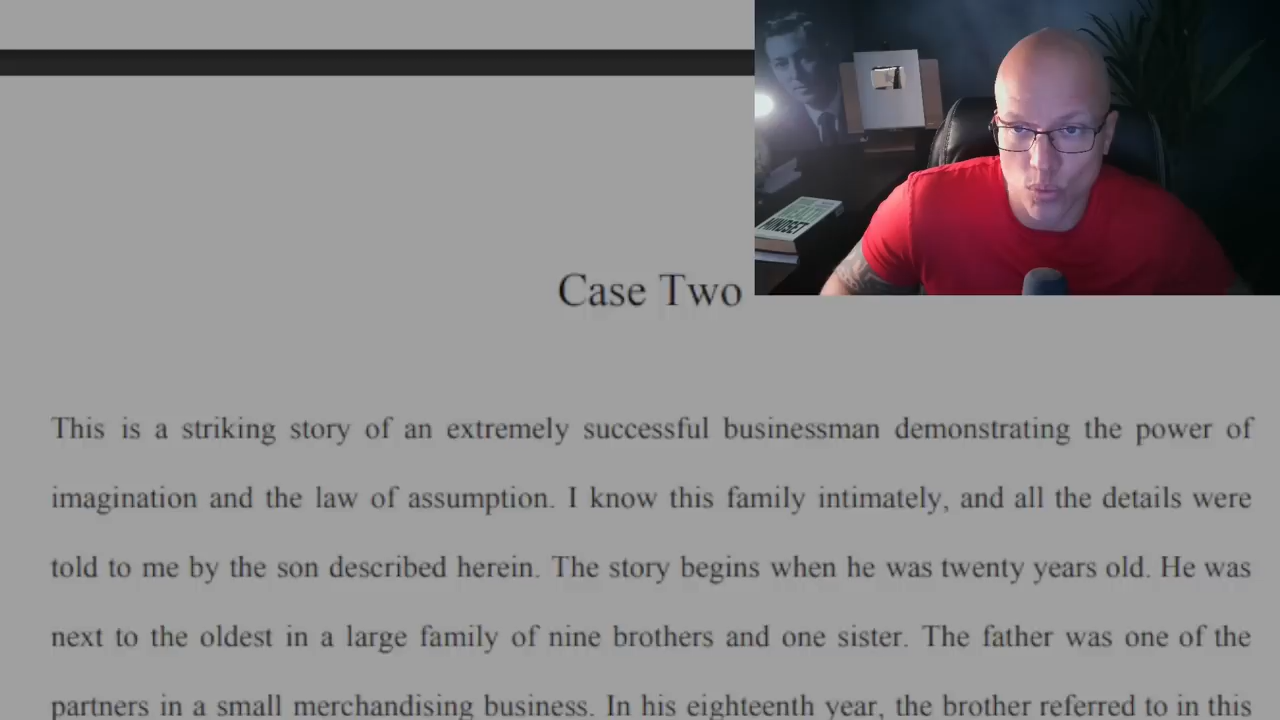 MINDSET
Case Two
This is a striking story of an extremely successful businessman demonstrating the power of
imagination and the law of assumption. I know this family intimately, and all the details were
told to me by the son described herein. The story begins when he was twenty years old. He was
next to the oldest in a large family of nine brothers and one sister. The father was one of the
partners in a small merchandising business. In his eighteenth year, the brother referred to in this